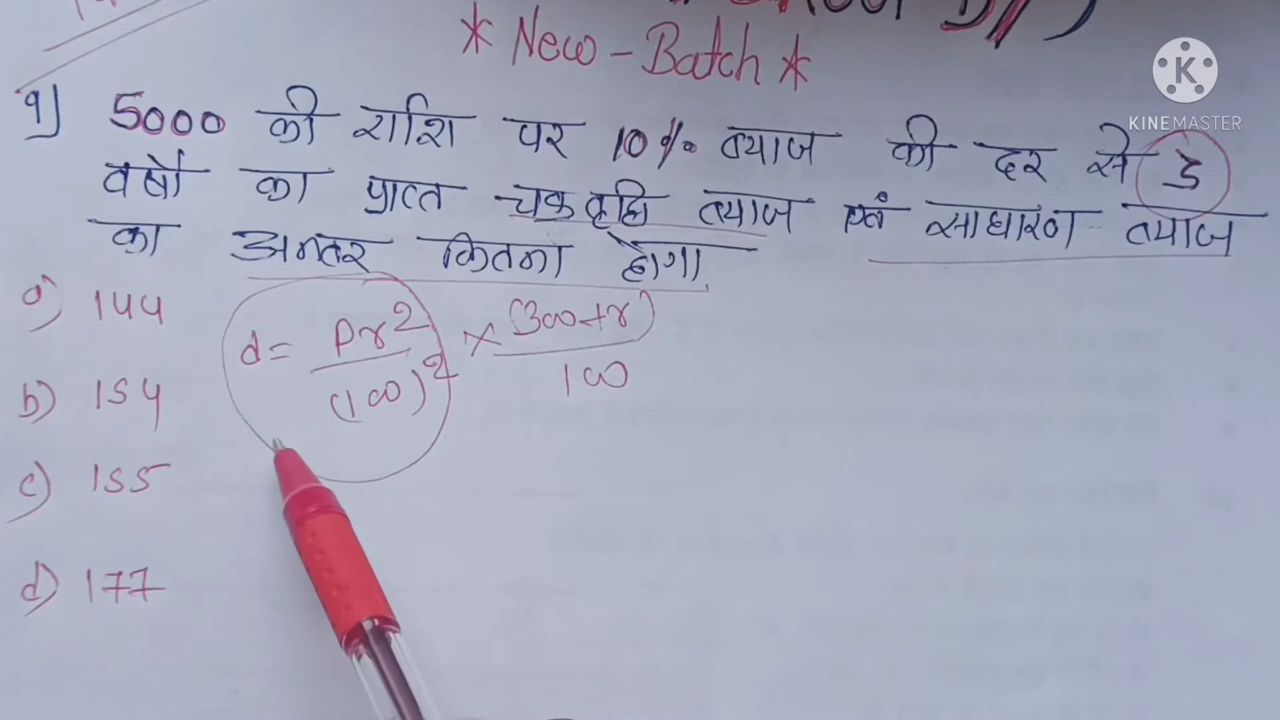 * New - Batch *
KINEMASTER
9) 5000 की राशि पर 10% ब्याज की दर से 3
वर्षो का प्राप्त चक्रवृद्धि ब्याज एवं साधारण ब्याज
का अन्तर कितना होगा
a) 144
d = Pr² / (100)² × (300+r) / 100
b) 154
c) 155
d) 177